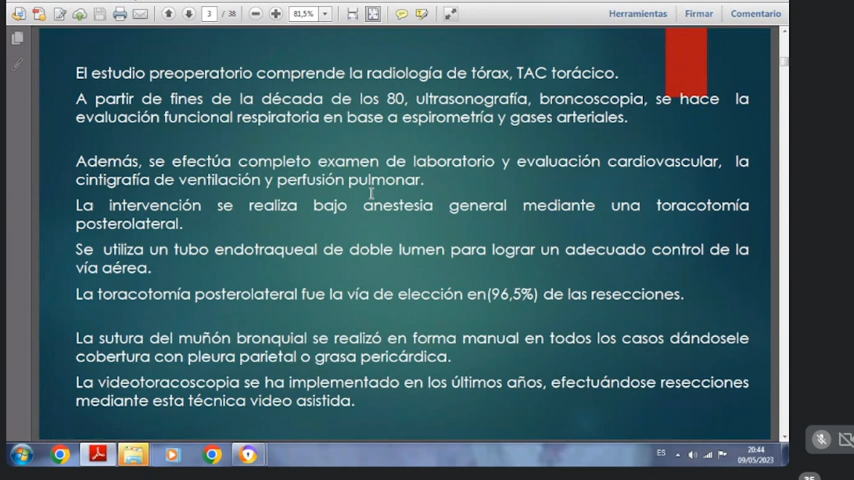 3 / 38
81,5%
Herramientas
Firmar
Comentario
El estudio preoperatorio comprende la radiología de tórax, TAC torácico.
A partir de fines de la década de los 80, ultrasonografía, broncoscopia, se hace la
evaluación funcional respiratoria en base a espirometría y gases arteriales.
Además, se efectúa completo examen de laboratorio y evaluación cardiovascular, la
cintigrafía de ventilación y perfusión pulmonar.
La intervención se realiza bajo anestesia general mediante una toracotomía
posterolateral.
Se utiliza un tubo endotraqueal de doble lumen para lograr un adecuado control de la
vía aérea.
La toracotomía posterolateral fue la vía de elección en(96,5%) de las resecciones.
La sutura del muñón bronquial se realizó en forma manual en todos los casos dándosele
cobertura con pleura parietal o grasa pericárdica.
La videotoracoscopia se ha implementado en los últimos años, efectuándose resecciones
mediante esta técnica video asistida.
ES
20:44
09/05/2023